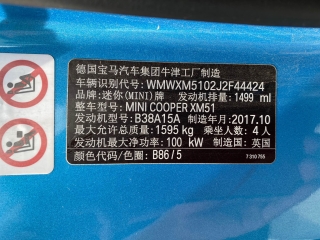 德国宝马汽车集团牛津工厂制造
车辆识别代号:WMWXM5102J2F44424
品牌:迷你(MINI)牌 发动机排量:1499 ml
整车型号:MINI COOPER XM51
发动机型号:B38A15A 制造年月:2017.10
最大允许总质量:1595 kg 乘坐人数:4人
发动机最大净功率:100 kW 制造国:英国
颜色代码/色圈:B86/5
7 310 755